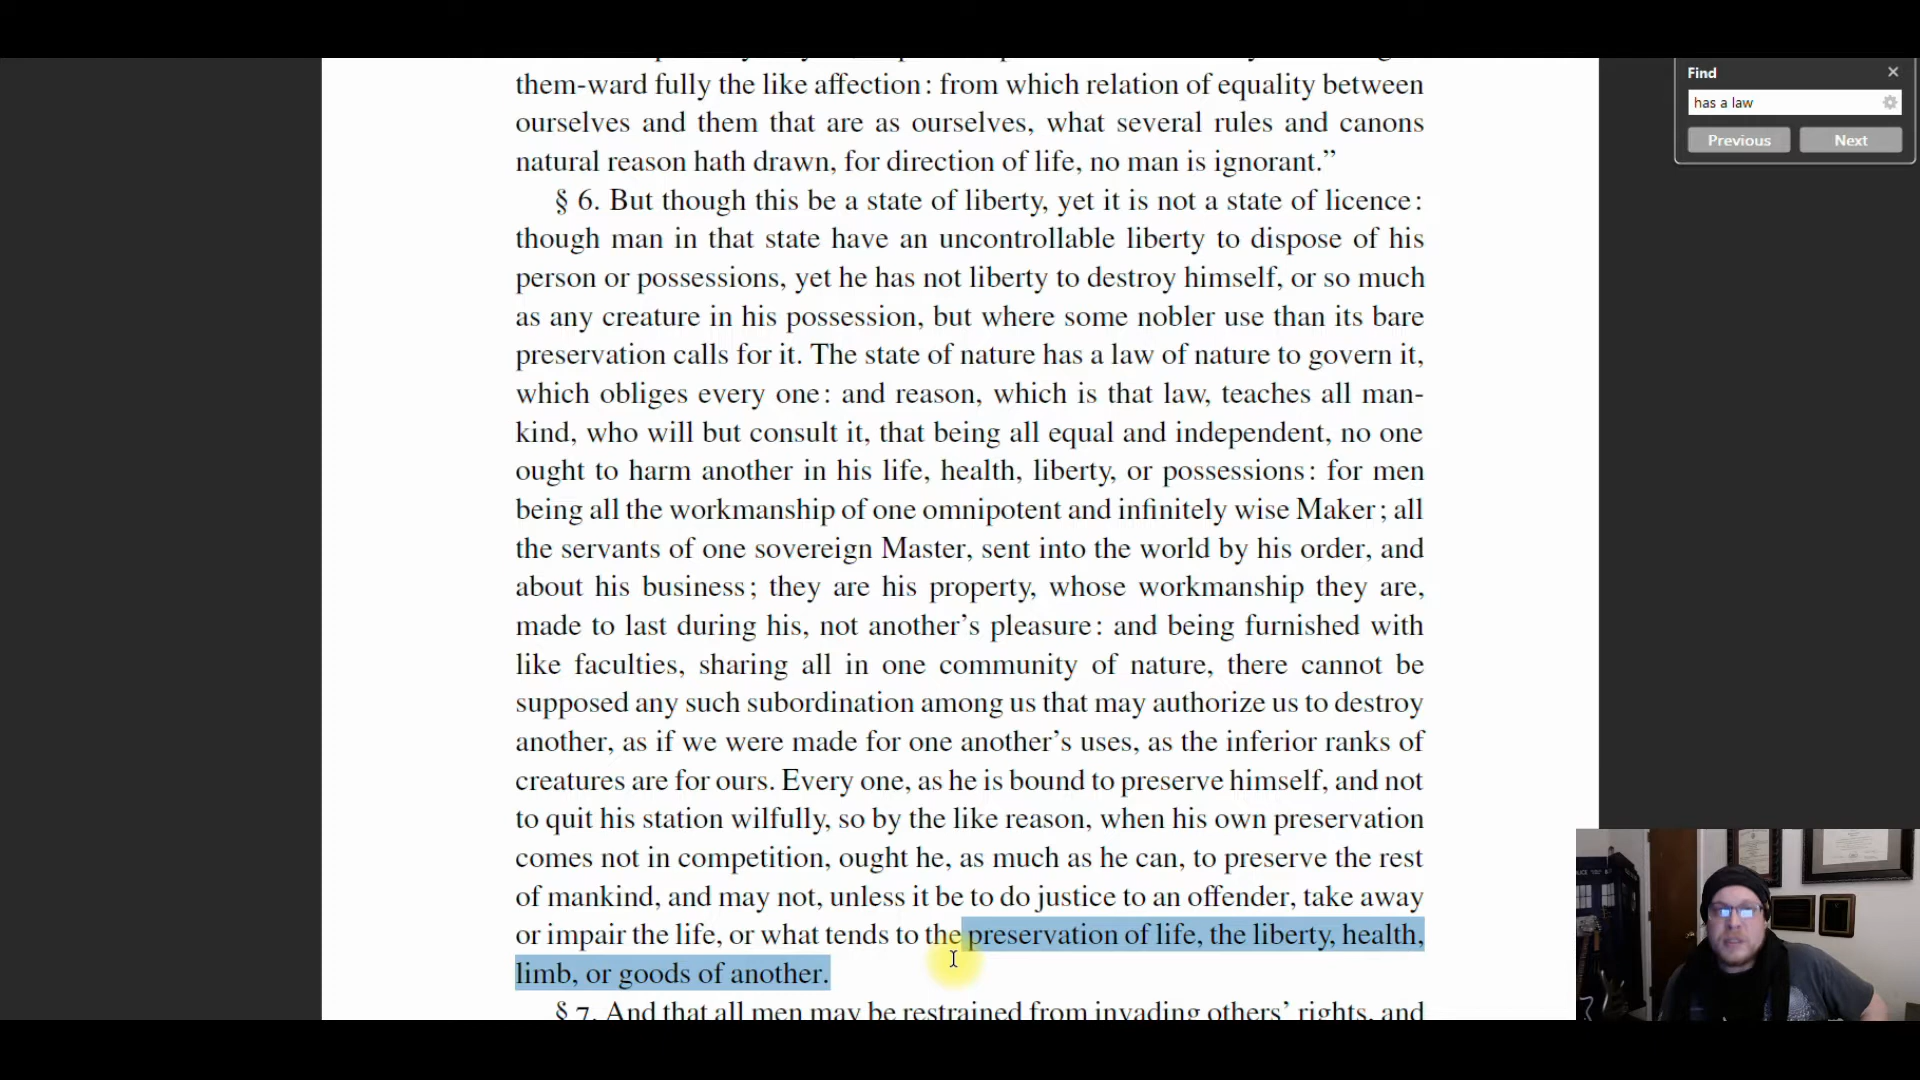 them-ward fully the like affection : from which relation of equality between
ourselves and them that are as ourselves, what several rules and canons
natural reason hath drawn, for direction of life, no man is ignorant.”
§ 6. But though this be a state of liberty, yet it is not a state of licence :
though man in that state have an uncontrollable liberty to dispose of his
person or possessions, yet he has not liberty to destroy himself, or so much
as any creature in his possession, but where some nobler use than its bare
preservation calls for it. The state of nature has a law of nature to govern it,
which obliges every one : and reason, which is that law, teaches all man-
kind, who will but consult it, that being all equal and independent, no one
ought to harm another in his life, health, liberty, or possessions : for men
being all the workmanship of one omnipotent and infinitely wise Maker ; all
the servants of one sovereign Master, sent into the world by his order, and
about his business ; they are his property, whose workmanship they are,
made to last during his, not another’s pleasure : and being furnished with
like faculties, sharing all in one community of nature, there cannot be
supposed any such subordination among us that may authorize us to destroy
another, as if we were made for one another’s uses, as the inferior ranks of
creatures are for ours. Every one, as he is bound to preserve himself, and not
to quit his station wilfully, so by the like reason, when his own preservation
comes not in competition, ought he, as much as he can, to preserve the rest
of mankind, and may not, unless it be to do justice to an offender, take away
or impair the life, or what tends to the preservation of life, the liberty, health,
limb, or goods of another.
§ 7. And that all men may be restrained from invading others’ rights, and
Find
has a law
Previous
Next